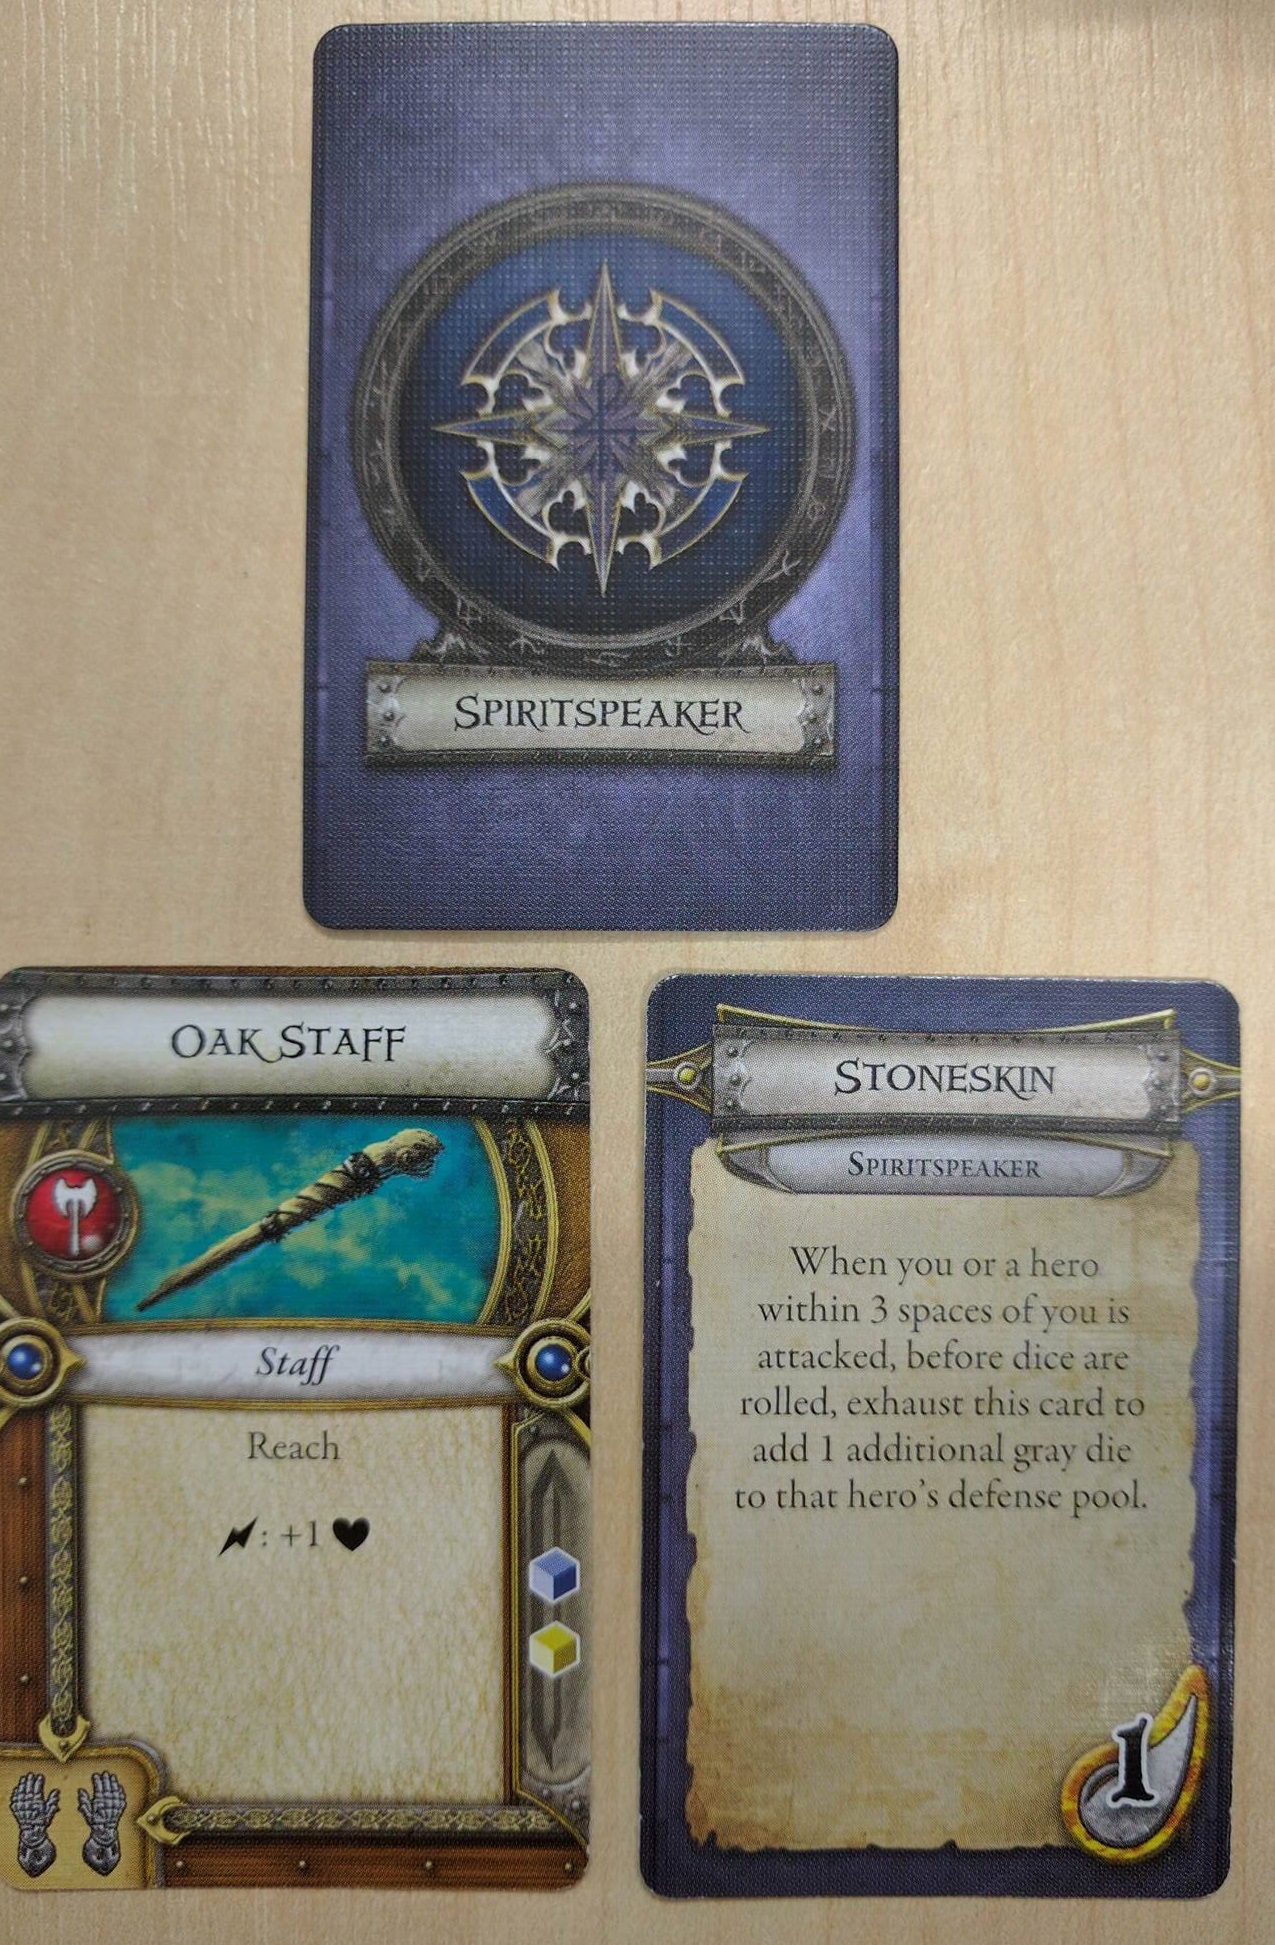 SPIRITSPEAKER
OAK STAFF
Staff
Reach
: +1
STONESKIN
SPIRITSPEAKER
When you or a hero
within 3 spaces of you is
attacked, before dice are
rolled, exhaust this card to
add 1 additional gray die
to that hero's defense pool.
1